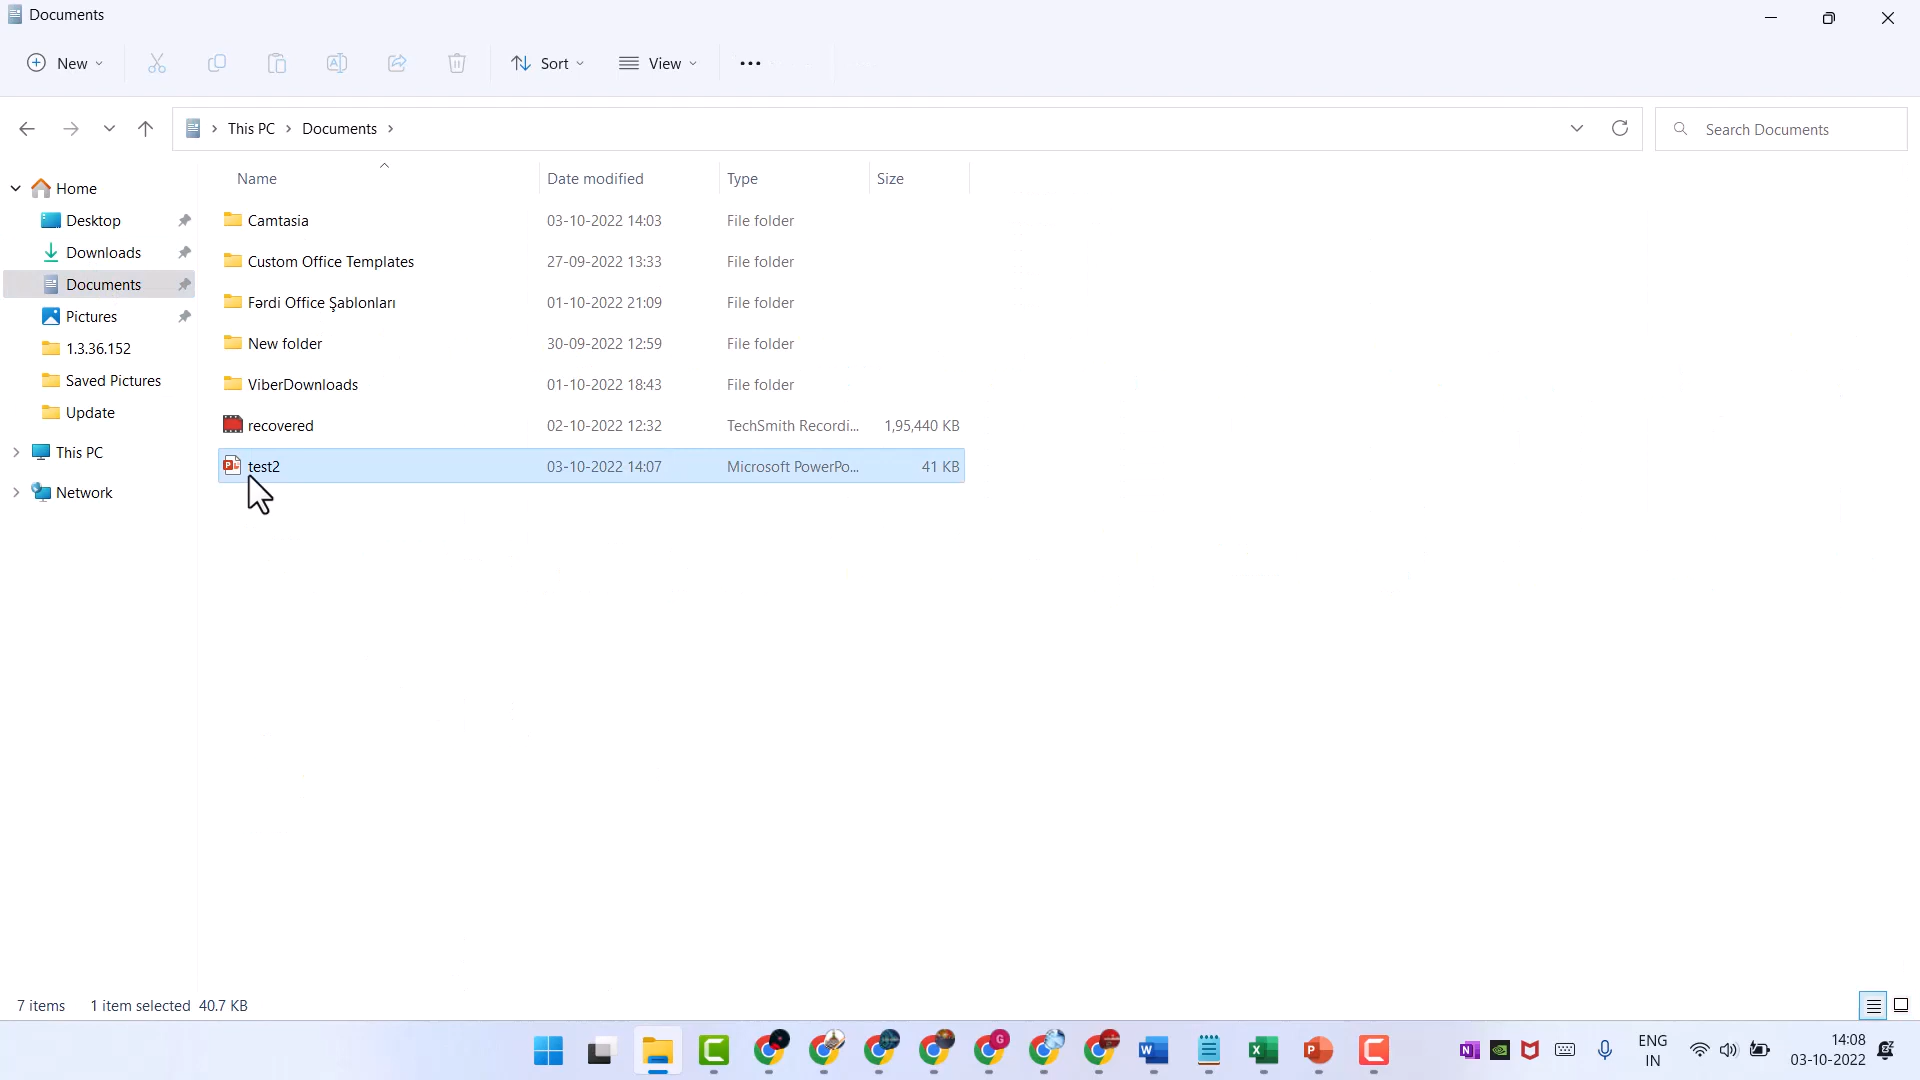 Documents
New
Sort
View
This PC
Documents
Search Documents
Name
Date modified
Type
Size
Home
Desktop
Downloads
Documents
Pictures
1.3.36.152
Saved Pictures
Update
This PC
Network
Camtasia 03-10-2022 14:03 File folder
Custom Office Templates 27-09-2022 13:33 File folder
Fərdi Office Şablonları 01-10-2022 21:09 File folder
New folder 30-09-2022 12:59 File folder
ViberDownloads 01-10-2022 18:43 File folder
recovered 02-10-2022 12:32 TechSmith Recordi... 1,95,440 KB
test2 03-10-2022 14:07 Microsoft PowerPo... 41 KB
7 items 1 item selected 40.7 KB
ENG
IN
14:08
03-10-2022